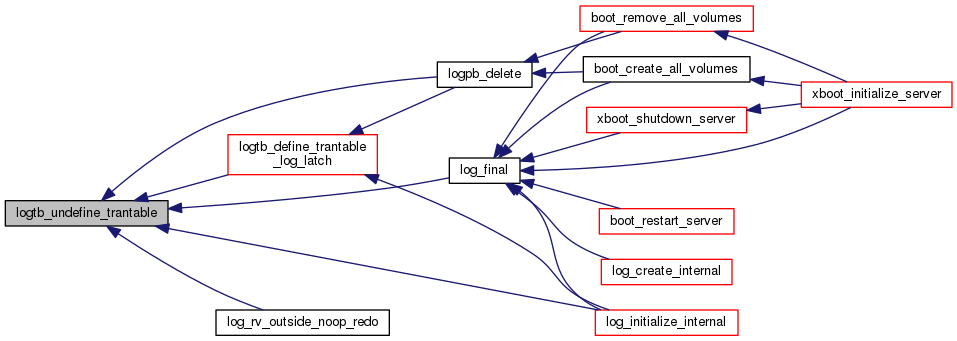 boot_remove_all_volumes
logpb_delete
boot_create_all_volumes
xboot_initialize_server
xboot_shutdown_server
logtb_define_trantable
_log_latch
log_final
logtb_undefine_trantable
boot_restart_server
log_create_internal
log_rv_outside_noop_redo
log_initialize_internal